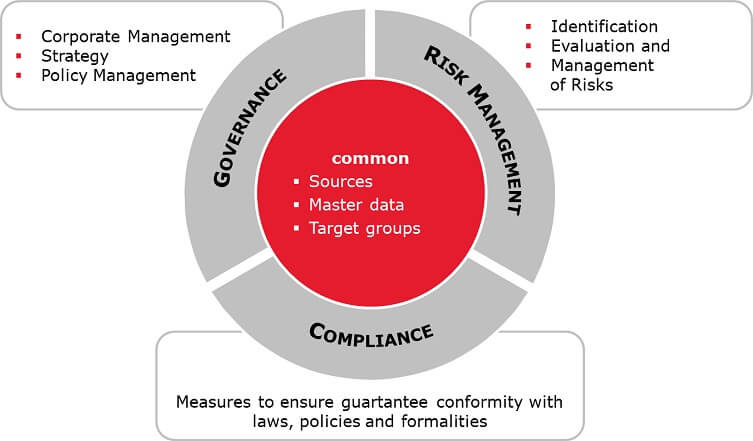 ▪ Corporate Management
▪ Strategy
▪ Policy Management
▪ Identification
▪ Evaluation and
▪ Management
of Risks
GOVERNANCE
RISK MANAGEMENT
common
▪ Sources
▪ Master data
▪ Target groups
COMPLIANCE
Measures to ensure guartantee conformity with
laws, policies and formalities